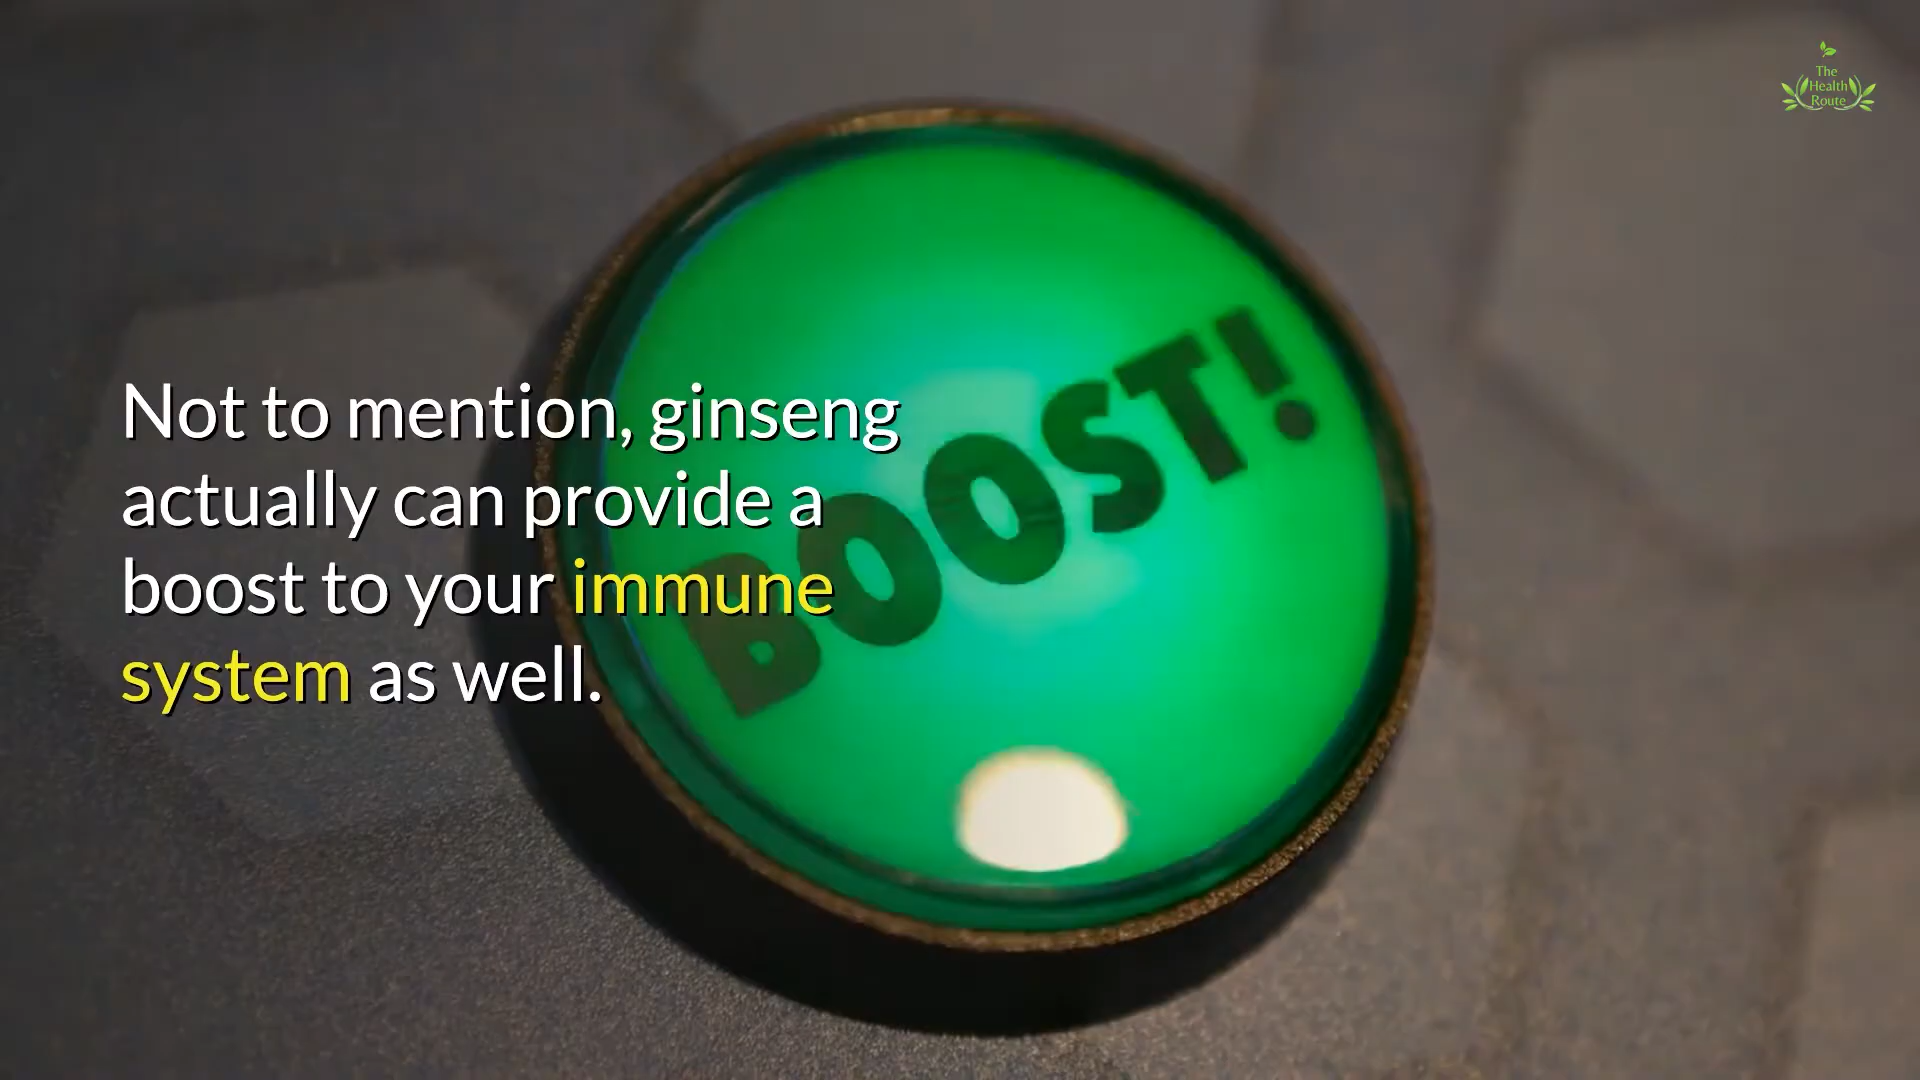 The
Health
Route
BOOST!
Not to mention, ginseng
actually can provide a
boost to your immune
system as well.